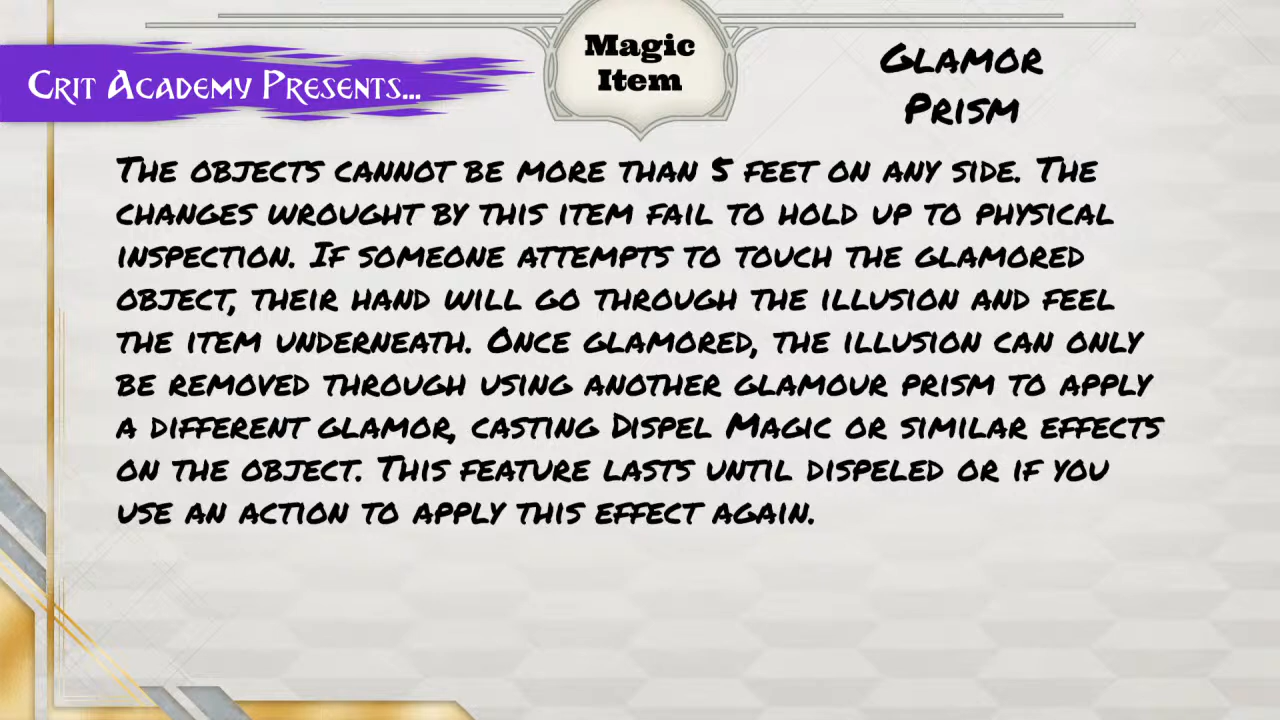 Crit Academy Presents...
Magic
Item
Glamor
Prism
The objects cannot be more than 5 feet on any side. The
changes wrought by this item fail to hold up to physical
inspection. If someone attempts to touch the glamored
object, their hand will go through the illusion and feel
the item underneath. Once glamored, the illusion can only
be removed through using another glamour prism to apply
a different glamor, casting Dispel Magic or similar effects
on the object. This feature lasts until dispeled or if you
use an action to apply this effect again.